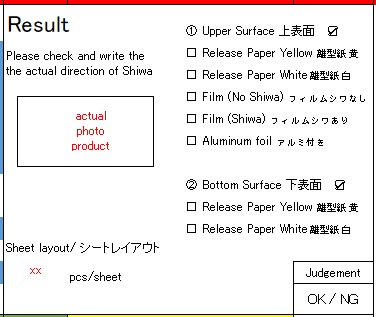 Result
Please check and write the
the actual direction of Shiwa
actual
photo
product
① Upper Surface 上表面 ☑
☐ Release Paper Yellow 離型紙 黄
☐ Release Paper White 離型紙 白
☐ Film (No Shiwa) フィルムシワなし
☐ Film (Shiwa) フィルムシワあり
☐ Aluminum foil アルミ付き
② Bottom Surface 下表面 ☑
☐ Release Paper Yellow 離型紙 黄
☐ Release Paper White 離型紙 白
Sheet layout/ シートレイアウト
xx pcs/sheet
Judgement
OK / NG